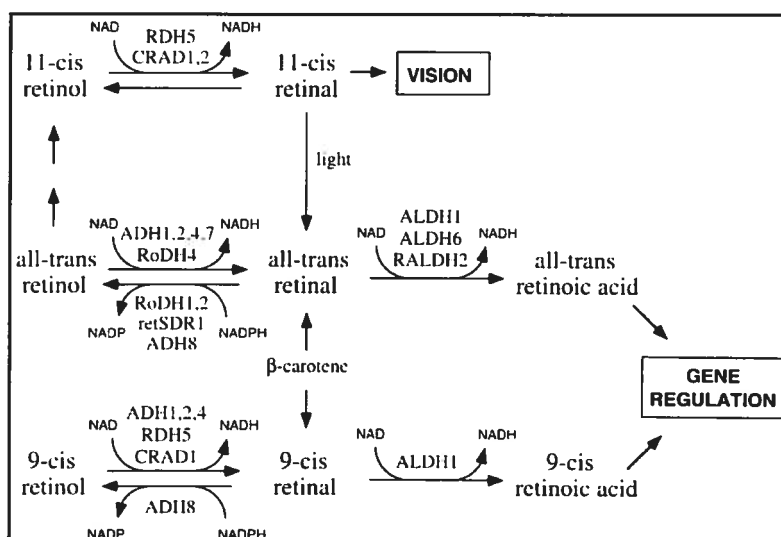 NAD RDH5 NADH
CRAD1,2
11-cis 11-cis VISION
retinol retinal
light
NAD ADH1,2,4,7 NADH NAD ALDH1 NADH
RoDH4 ALDH6
RALDH2
all-trans all-trans all-trans
retinol retinal retinoic acid
RoDH1,2
NADP retSDR1 NADPH
ADH8
β-carotene
GENE
REGULATION
NAD ADH1,2,4 NADH NAD NADH
RDH5
CRAD1 ALDH1
9-cis 9-cis 9-cis
retinol retinal retinoic acid
ADH8
NADP NADPH